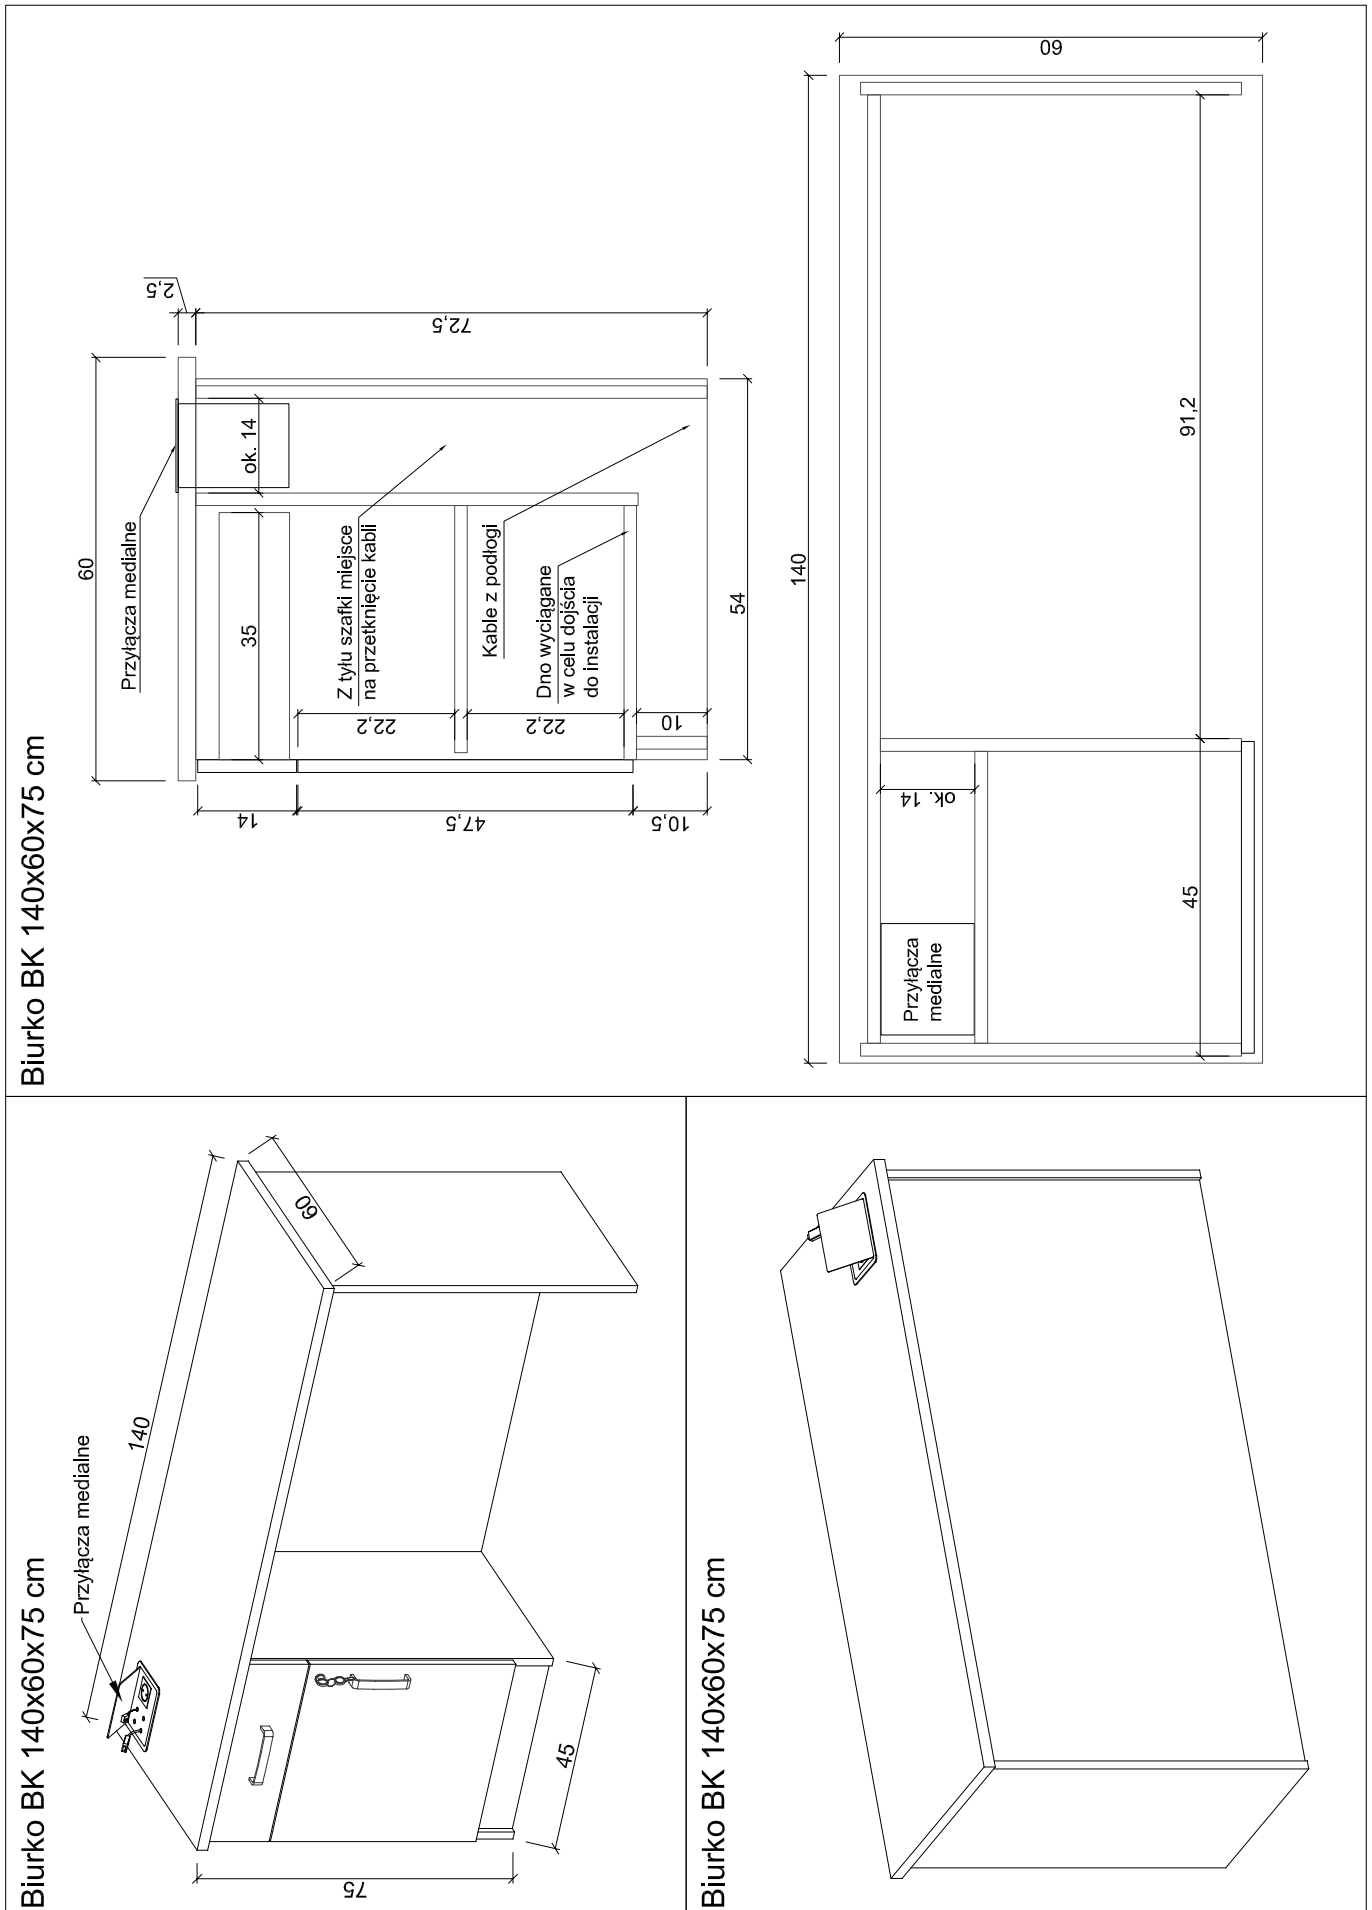 Biurko BK 140x60x75 cm
Przyłącza medialne
140
60
75
45
Biurko BK 140x60x75 cm
60
2,5
Przyłącza medialne
ok. 14
35
72,5
Z tyłu szafki miejsce
na przetknięcie kabli
22,2
22,2
Kable z podłogi
Dno wyciągane
w celu dojścia
do instalacji
10
14
47,5
10,5
54
140
60
Przyłącza
medialne
ok. 14
45
91,2
Biurko BK 140x60x75 cm